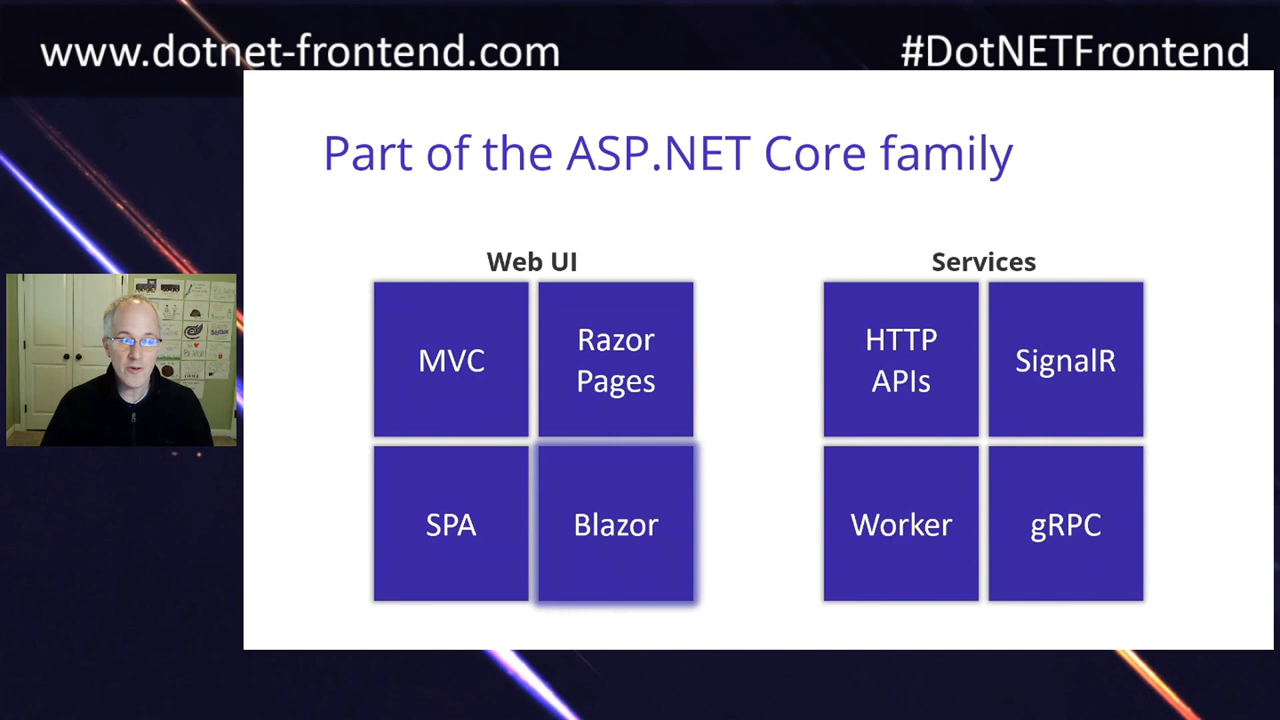 www.dotnet-frontend.com
#DotNETFrontend
Part of the ASP.NET Core family
Web UI
MVC
Razor
Pages
SPA
Blazor
Services
HTTP
APIs
SignalR
Worker
gRPC